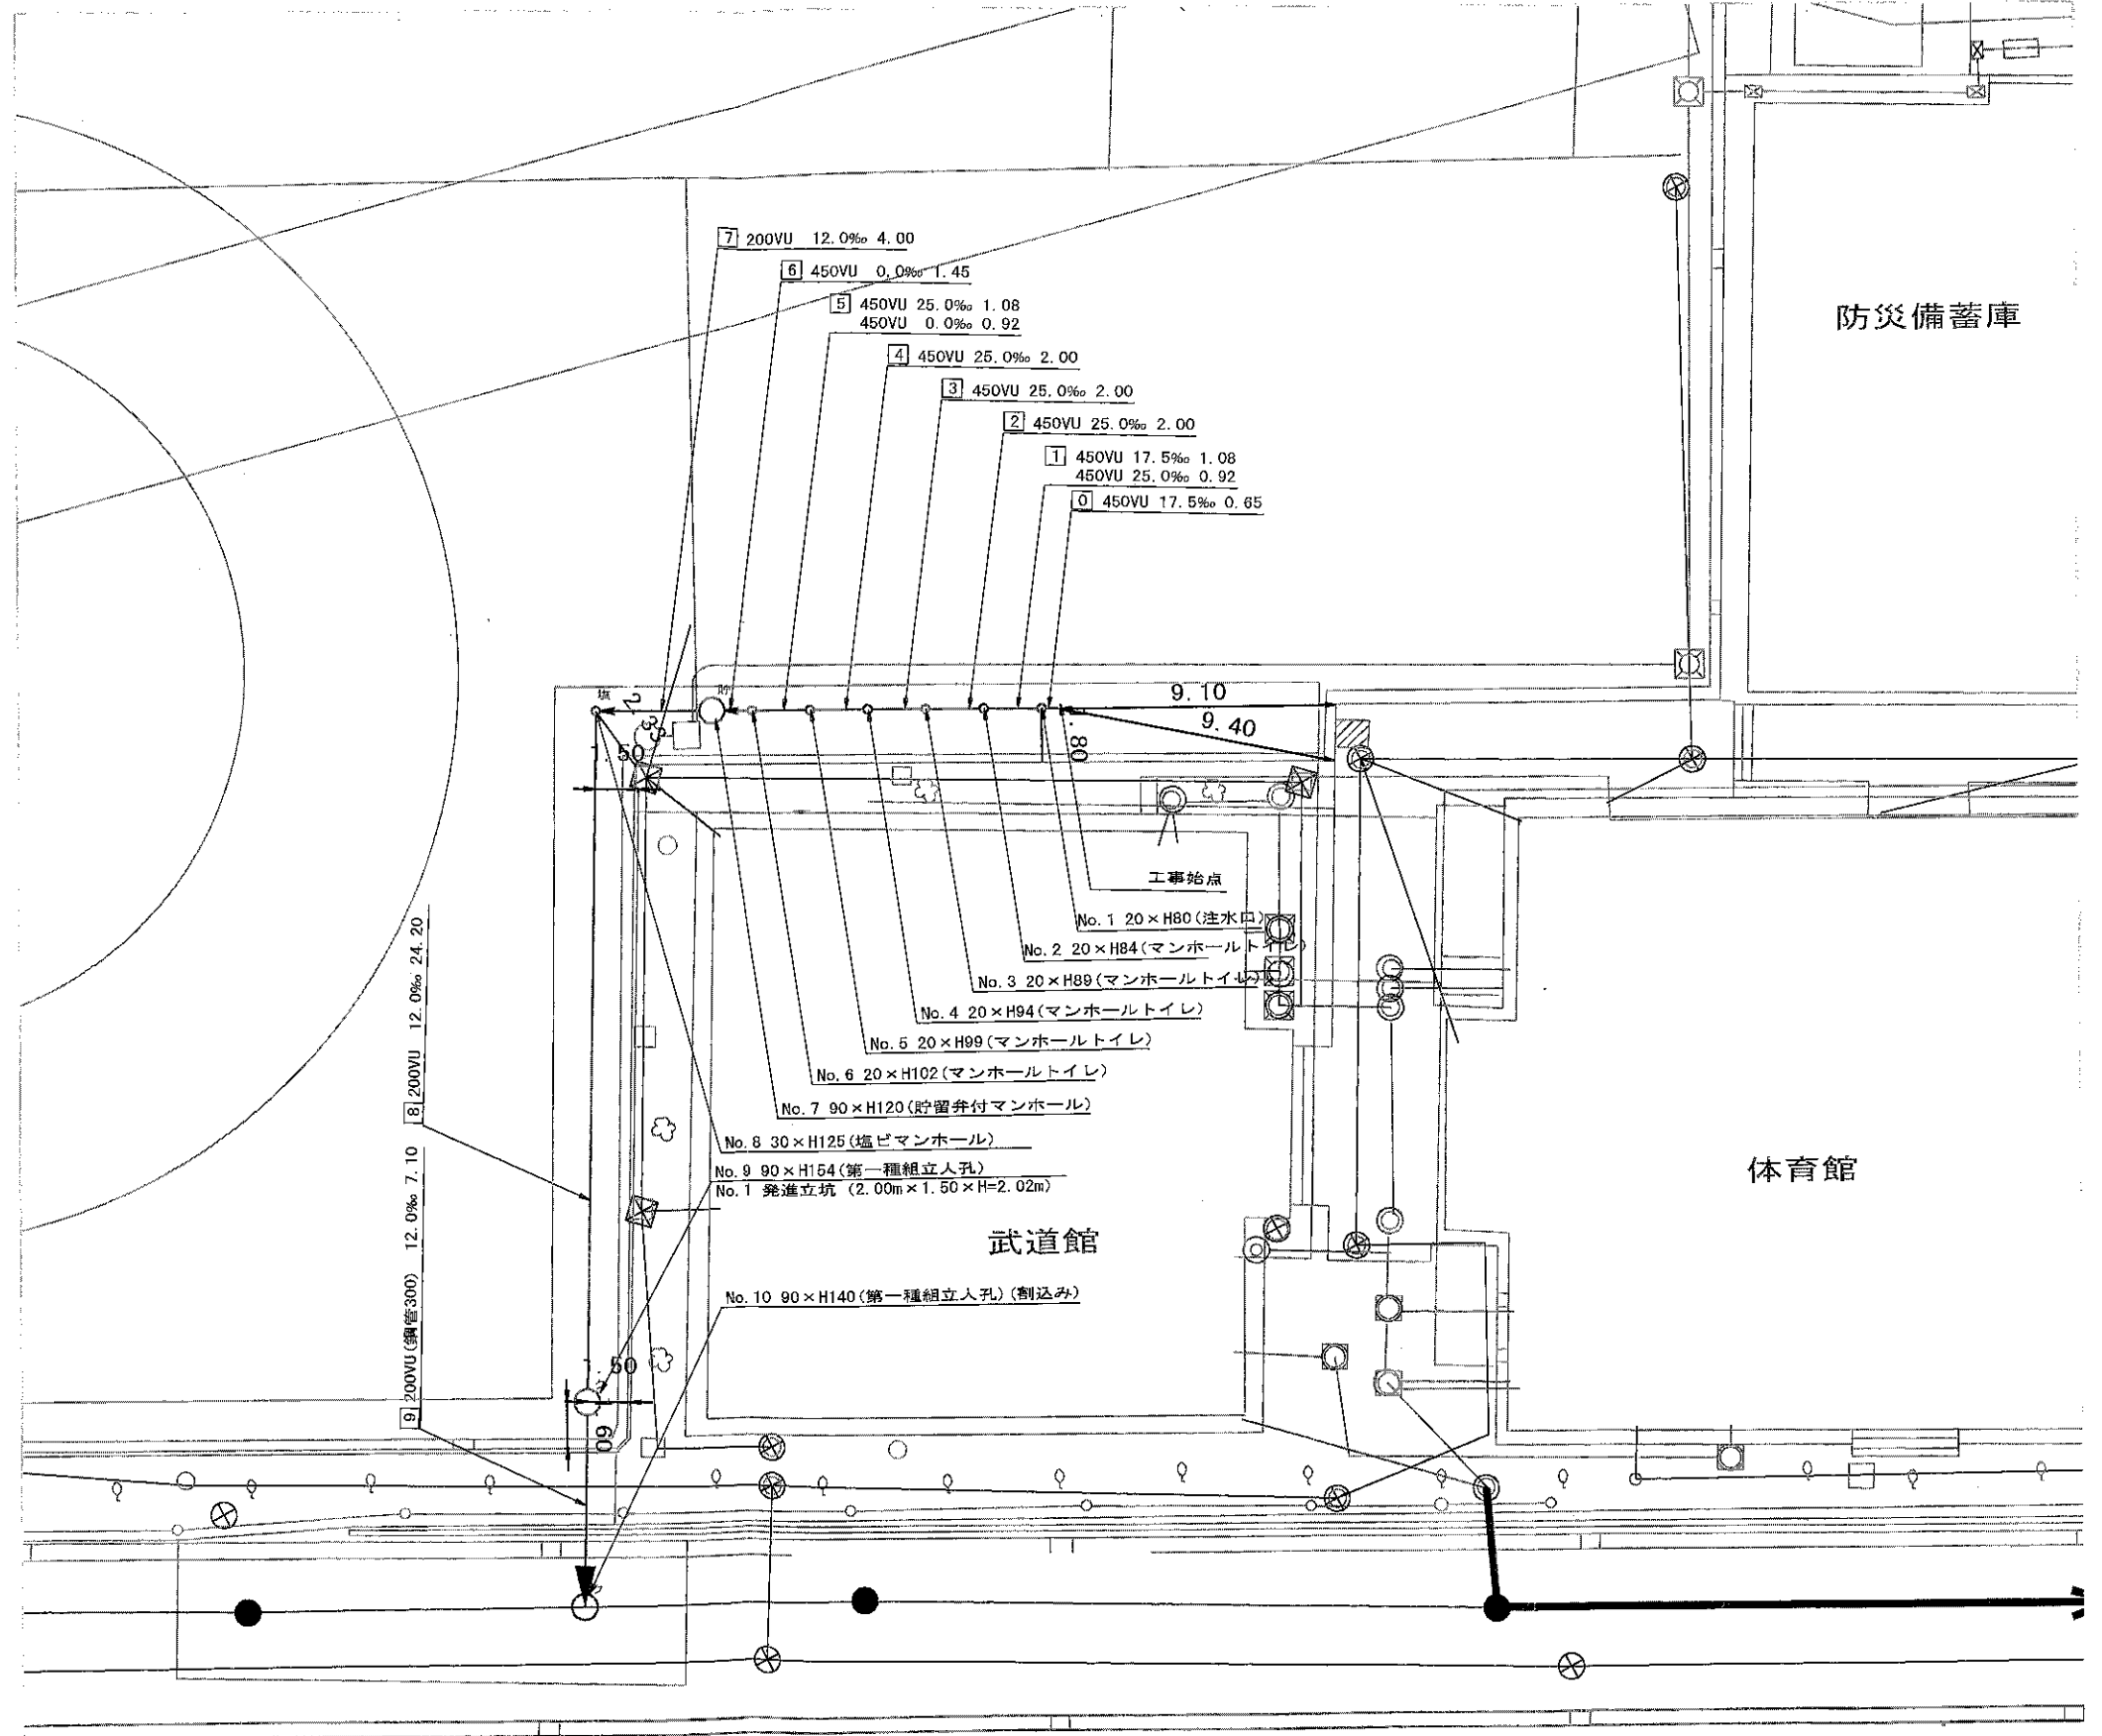 7 200VU 12.0‰ 4.00
6 450VU 0.0‰ 1.45
5 450VU 25.0‰ 1.08
450VU 0.0‰ 0.92
4 450VU 25.0‰ 2.00
3 450VU 25.0‰ 2.00
2 450VU 25.0‰ 2.00
1 450VU 17.5‰ 1.08
450VU 25.0‰ 0.92
0 450VU 17.5‰ 0.65
防災備蓄庫
塩
貯
9.10
9.40
工事始点
No.1 20×H80(注水口)
No.2 20×H84(マンホールトイレ)
No.3 20×H89(マンホールトイレ)
No.4 20×H94(マンホールトイレ)
No.5 20×H99(マンホールトイレ)
No.6 20×H102(マンホールトイレ)
No.7 90×H120(貯留弁付マンホール)
No.8 30×H125(塩ビマンホール)
No.9 90×H154(第一種組立人孔)
No.1 発進立坑 (2.00m×1.50×H=2.02m)
No.10 90×H140(第一種組立人孔)(割込み)
8 200VU 12.0‰ 24.20
9 200VU(鋼管300) 12.0‰ 7.10
武道館
体育館